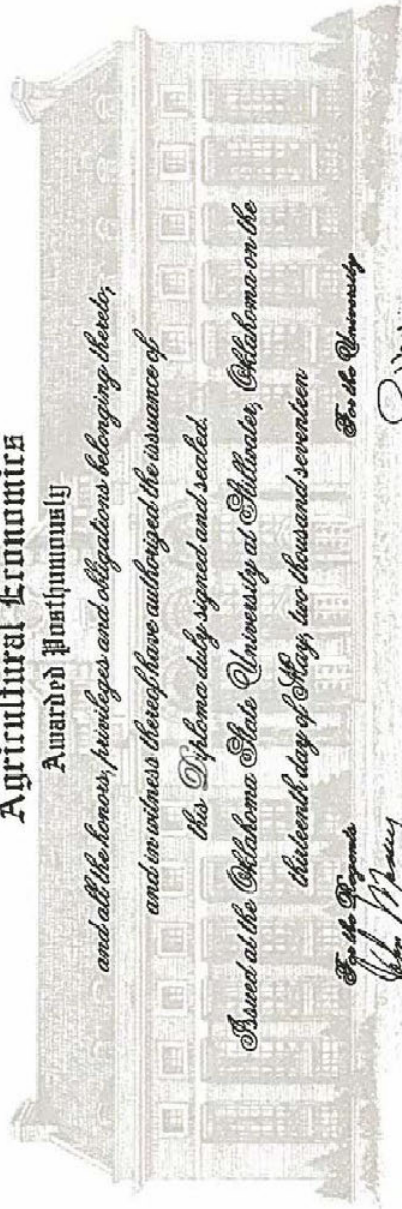 Agricultural Economics
Awarded Posthumously
and all the honors, privileges and obligations belonging thereto,
and in witness thereof have authorized the issuance of
this Diploma duly signed and sealed.
Issued at the Oklahoma State University at Stillwater, Oklahoma on the
thirteenth day of May, two thousand seventeen
For the Regents
For the University
John